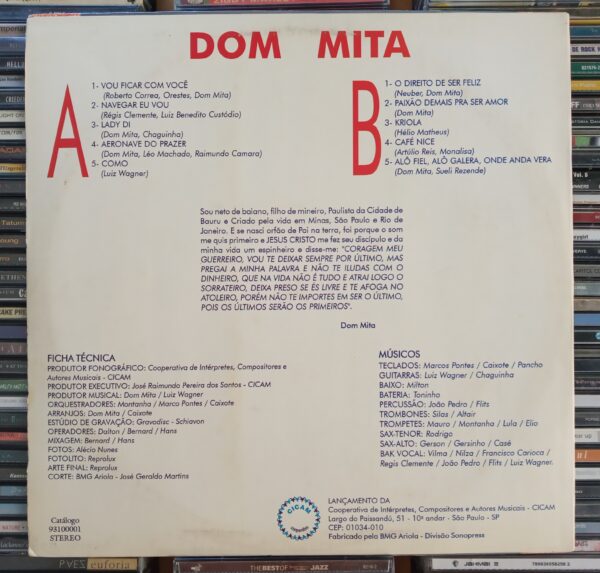 DOM MITA
A
1- VOU FICAR COM VOCÊ
(Roberto Correa, Orestes, Dom Mita)
2- NAVEGAR EU VOU
(Régis Clemente, Luiz Benedito Custódio)
3- LADY DI
(Dom Mita, Chaguinha)
4- AERONAVE DO PRAZER
(Dom Mita, Léo Machado, Raimundo Camara)
5- COMO
(Luiz Wagner)
B
1- O DIREITO DE SER FELIZ
(Neuber, Dom Mita)
2- PAIXÃO DEMAIS PRA SER AMOR
(Dom Mita)
3- KRIOLA
(Hélio Matheus)
4- CAFÉ NICE
(Artúlio Reis, Monalisa)
5- ALÔ FIEL, ALÔ GALERA, ONDE ANDA VERA
(Dom Mita, Sueli Rezende)
Sou neto de baiano, filho de mineiro, Paulista da Cidade de
Bauru e Criado pela vida em Minas, São Paulo e Rio de
Janeiro. E se nasci orfão de Pai na terra, foi porque o som
me quis primeiro e JESUS CRISTO me fez seu discípulo e da
minha vida um espinheiro e disse-me: "CORAGEM MEU
GUERREIRO, VOU TE DEIXAR SEMPRE POR ÚLTIMO, MAS
PREGAI A MINHA PALAVRA E NÃO TE ILUDAS COM O
DINHEIRO, QUE NA VIDA NÃO É TUDO E ATRAI LOGO O
SORRATEIRO, DEIXA PRESO SE ÉS LIVRE E TE AFOGA NO
ATOLEIRO, PORÉM NÃO TE IMPORTES EM SER O ÚLTIMO,
POIS OS ÚLTIMOS SERÃO OS PRIMEIROS".
Dom Mita
FICHA TÉCNICA
PRODUTOR FONOGRÁFICO: Cooperativa de Intérpretes, Compositores e
Autores Musicais - CICAM
PRODUTOR EXECUTIVO: José Raimundo Pereira dos Santos - CICAM
PRODUTOR MUSICAL: Dom Mita / Luiz Wagner
ORQUESTRADORES: Montanha / Marco Pontes / Caixote
ARRANJOS: Dom Mita / Caixote
ESTÚDIO DE GRAVAÇÃO: Gravodisc - Schiavon
OPERADORES: Dalton / Bernard / Hans
MIXAGEM: Bernard / Hans
FOTOS: Alécio Nunes
FOTOLITO: Reprolux
ARTE FINAL: Reprolux
CORTE: BMG Ariola - José Geraldo Martins
MÚSICOS
TECLADOS: Marcos Pontes / Caixote / Pancho
GUITARRAS: Luiz Wagner / Chaguinha
BAIXO: Milton
BATERIA: Toninho
PERCUSSÃO: João Pedro / Flits
TROMBONES: Silas / Altair
TROMPETES: Mauro / Montanha / Lula / Elio
SAX-TENOR: Rodrigo
SAX-ALTO: Gerson / Gersinho / Casé
BAK VOCAL: Vilma / Nilza / Francisco Carioca /
Regis Clemente / João Pedro / Flits / Luiz Wagner.
Catálogo
93100001
STEREO
CICAM
LANÇAMENTO DA
Cooperativa de Intérpretes, Compositores e Autores Musicais - CICAM
Largo do Paissandú, 51 - 10º andar - São Paulo - SP
CEP: 01034-010
Fabricado pela BMG Ariola - Divisão Sonopress
euforia
THE BEST OF
JAZZ